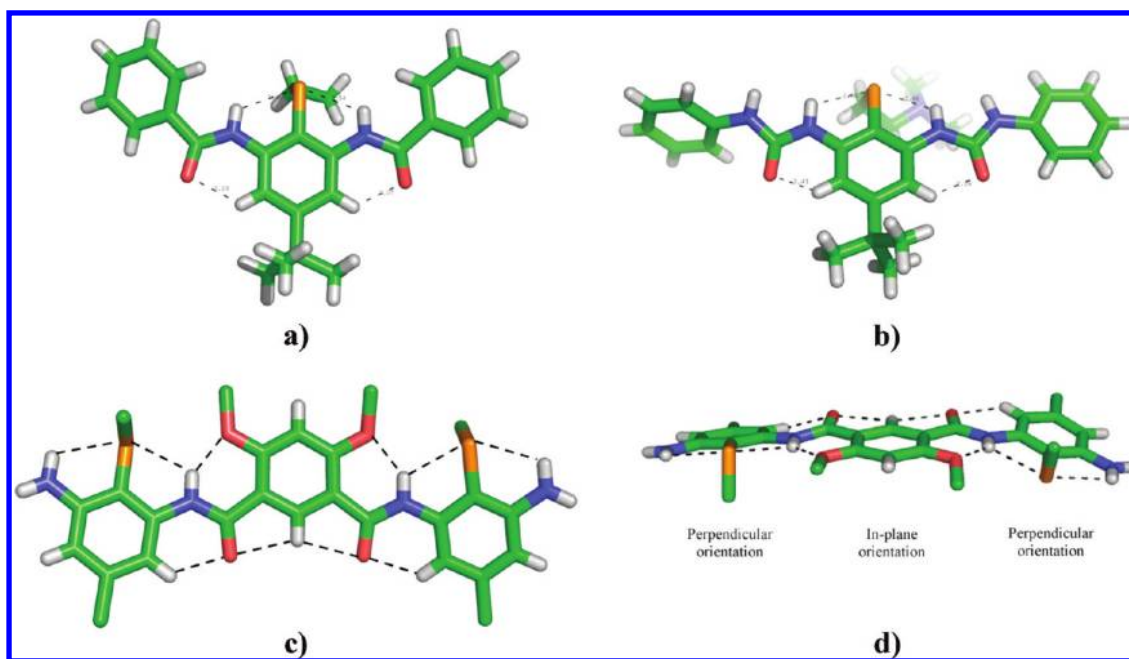 a)
b)
Perpendicular orientation
In-plane orientation
Perpendicular orientation
c)
d)